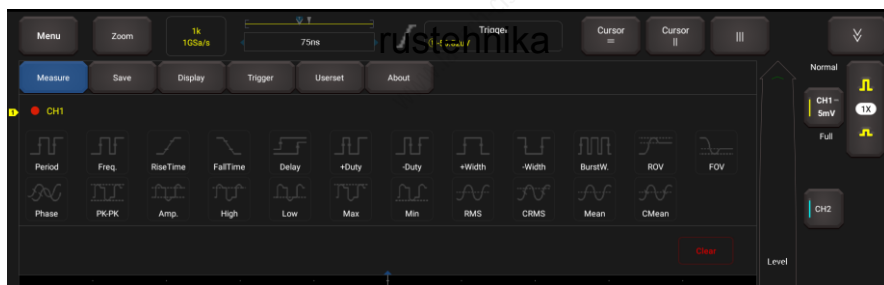 Menu
Zoom
1k
1GSa/s
75ns
Trigger
rustehnika
Cursor
=
Cursor
||
|||
Measure
Save
Display
Trigger
Userset
About
Normal
CH1
5mV
1X
Full
1
CH1
Period
Freq.
RiseTime
FallTime
Delay
+Duty
-Duty
+Width
-Width
BurstW.
ROV
FOV
Phase
PK-PK
Amp.
High
Low
Max
Min
RMS
CRMS
Mean
CMean
CH2
Clear
Level